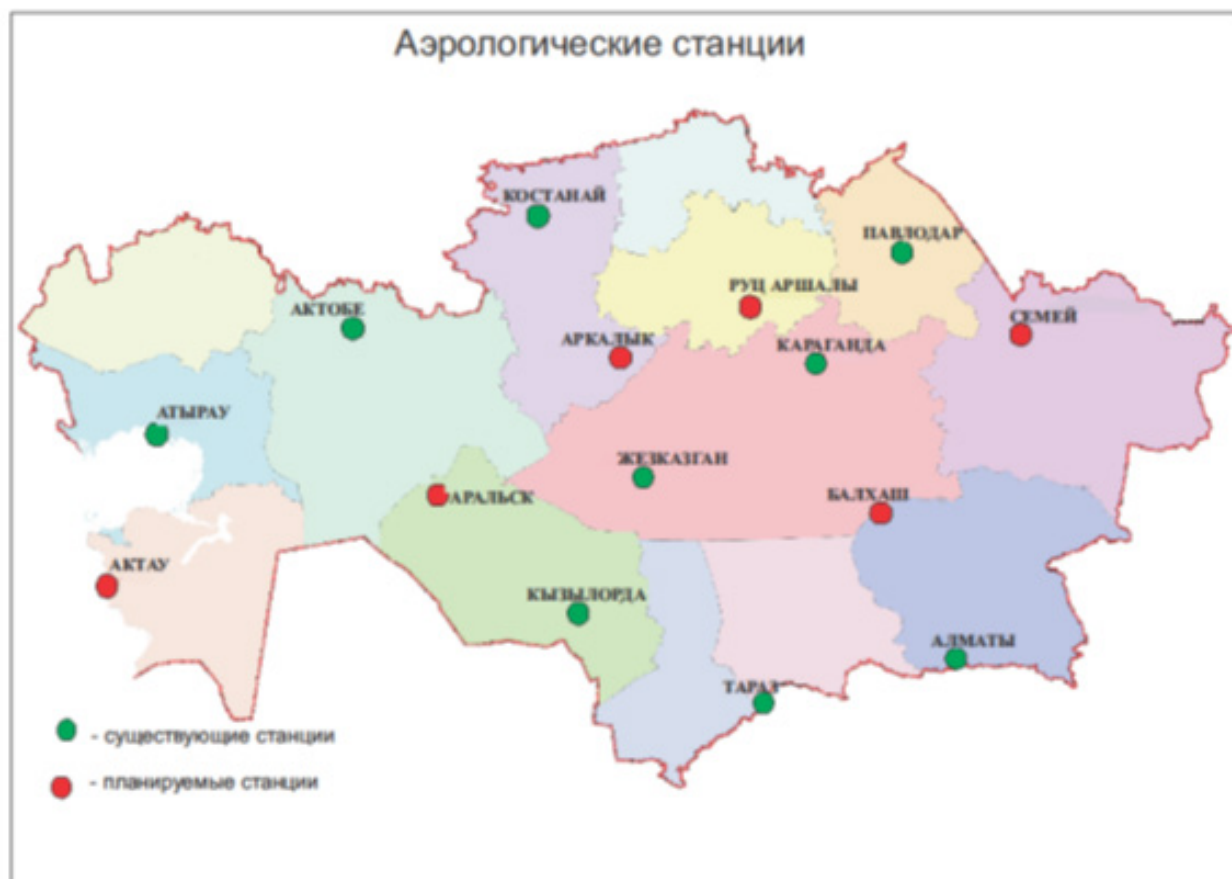 Аэрологические станции
КОСТАНАЙ
ПАВЛОДАР
РУЦ АРШАЛЫ
АКТОБЕ
СЕМЕЙ
АРКАЛЫК
КАРАГАНДА
АТЫРАУ
ЖЕЗКАЗГАН
АРАЛЬСК
БАЛХАШ
АКТАУ
КЫЗЫЛОРДА
АЛМАТЫ
ТАРАЗ
- существующие станции
- планируемые станции